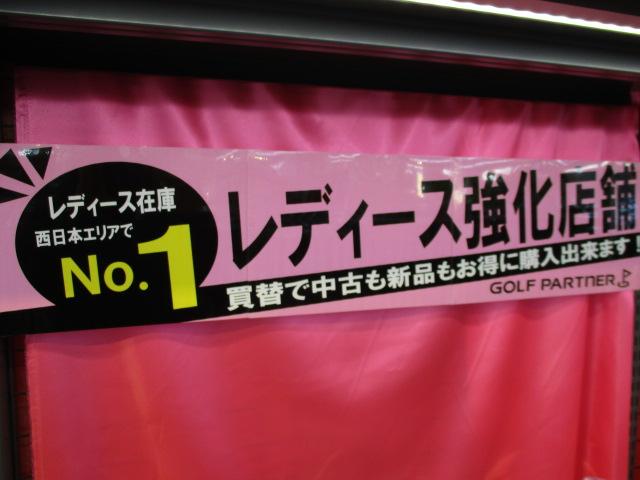 レディース在庫
西日本エリアで
No.1
レディース強化店舗
買替で中古も新品もお得に購入出来ます!
GOLF PARTNER